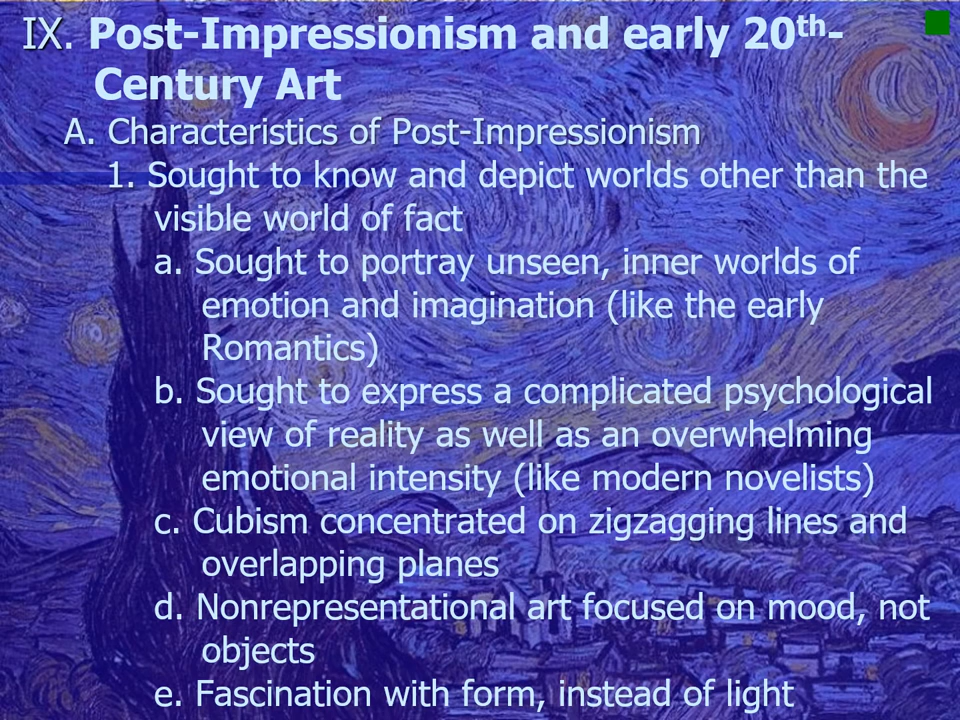 IX. Post-Impressionism and early 20th-
Century Art
A. Characteristics of Post-Impressionism
1. Sought to know and depict worlds other than the
visible world of fact
a. Sought to portray unseen, inner worlds of
emotion and imagination (like the early
Romantics)
b. Sought to express a complicated psychological
view of reality as well as an overwhelming
emotional intensity (like modern novelists)
c. Cubism concentrated on zigzagging lines and
overlapping planes
d. Nonrepresentational art focused on mood, not
objects
e. Fascination with form, instead of light